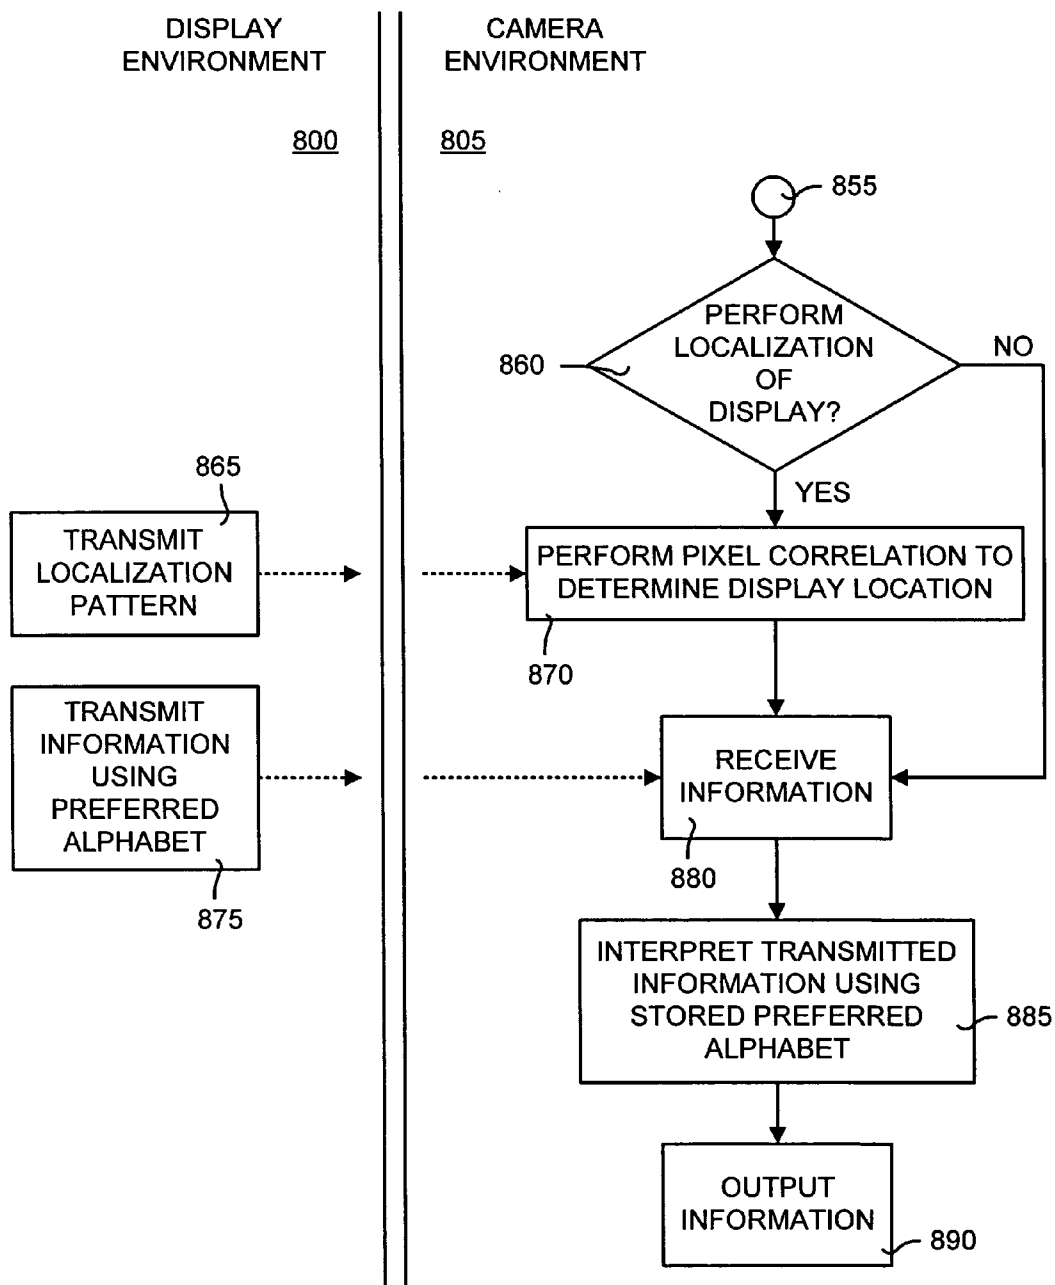 DISPLAY
ENVIRONMENT
CAMERA
ENVIRONMENT
800
805
855
PERFORM
LOCALIZATION
OF
DISPLAY?
860
NO
YES
865
TRANSMIT
LOCALIZATION
PATTERN
PERFORM PIXEL CORRELATION TO
DETERMINE DISPLAY LOCATION
870
TRANSMIT
INFORMATION
USING
PREFERRED
ALPHABET
875
RECEIVE
INFORMATION
880
INTERPRET TRANSMITTED
INFORMATION USING
STORED PREFERRED
ALPHABET
885
OUTPUT
INFORMATION
890